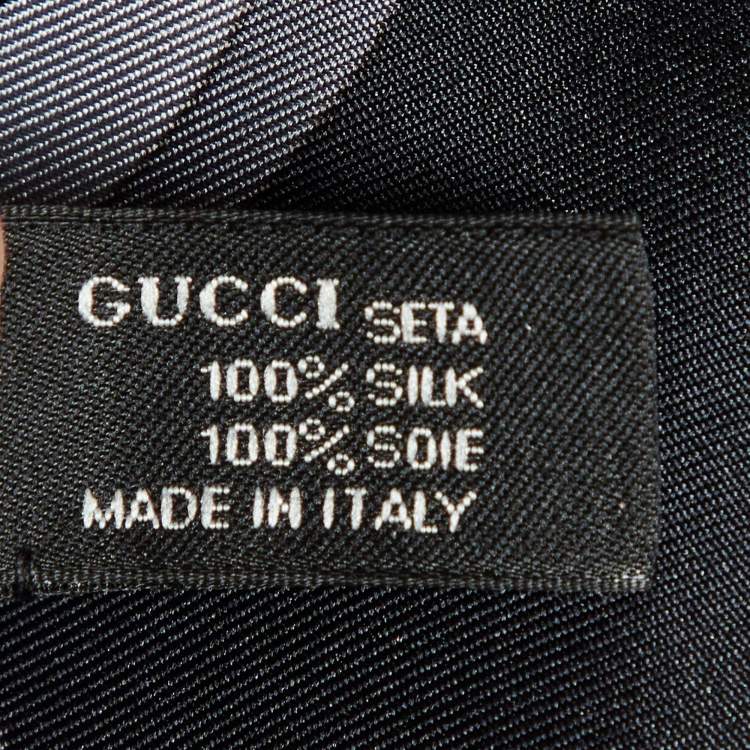 GUCCI SETA
100% SILK
100% SOIE
MADE IN ITALY